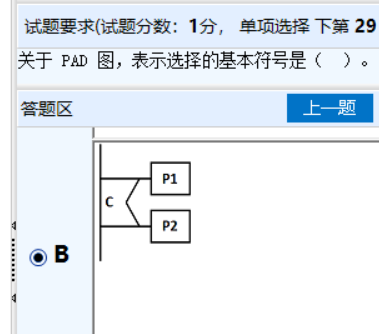 试题要求(试题分数：1分， 单项选择 下第 29
关于 PAD 图，表示选择的基本符号是（ ）。
答题区
上一题
P1
C
P2
B